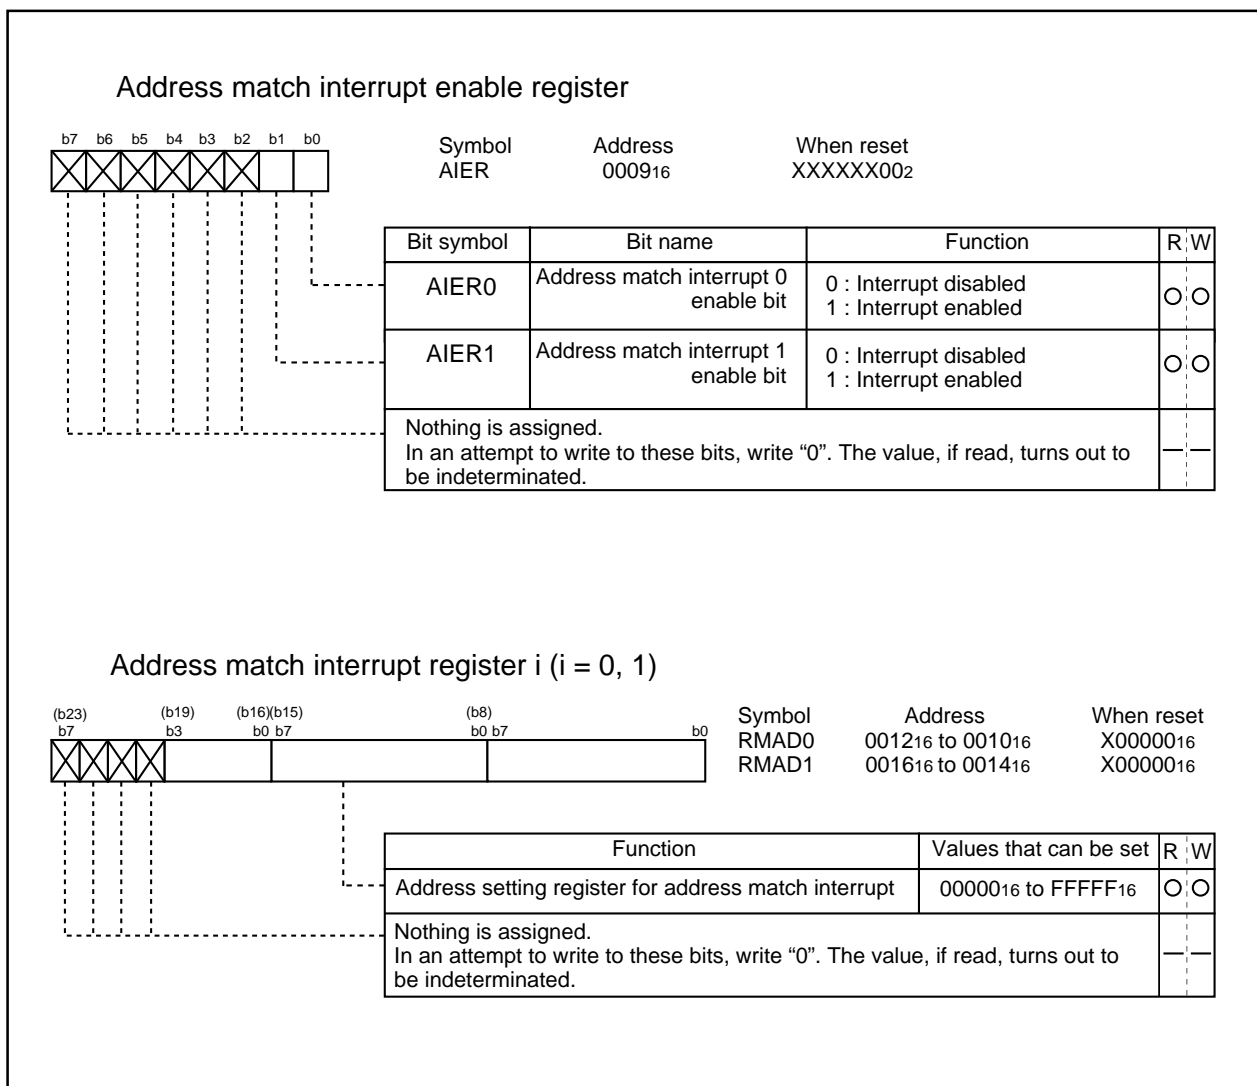 Address match interrupt enable register
b7 b6 b5 b4 b3 b2 b1 b0
Symbol Address When reset
AIER 000916 XXXXXX002
Bit symbol Bit name Function R W
AIER0 Address match interrupt 0 enable bit 0 : Interrupt disabled
1 : Interrupt enabled
AIER1 Address match interrupt 1 enable bit 0 : Interrupt disabled
1 : Interrupt enabled
Nothing is assigned.
In an attempt to write to these bits, write “0”. The value, if read, turns out to
be indeterminated.
Address match interrupt register i (i = 0, 1)
(b23) (b19) (b16)(b15) (b8)
b7 b3 b0 b7 b0 b7 b0
Symbol Address When reset
RMAD0 001216 to 001016 X0000016
RMAD1 001616 to 001416 X0000016
Function Values that can be set R W
Address setting register for address match interrupt 0000016 to FFFFF16
Nothing is assigned.
In an attempt to write to these bits, write “0”. The value, if read, turns out to
be indeterminated.